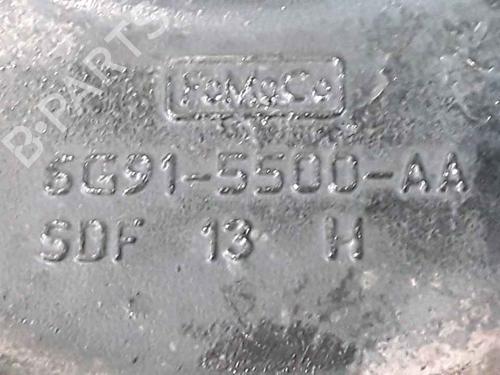 B-PARTS
FoMoCo
6G91-5500-AA
SDF 13 H